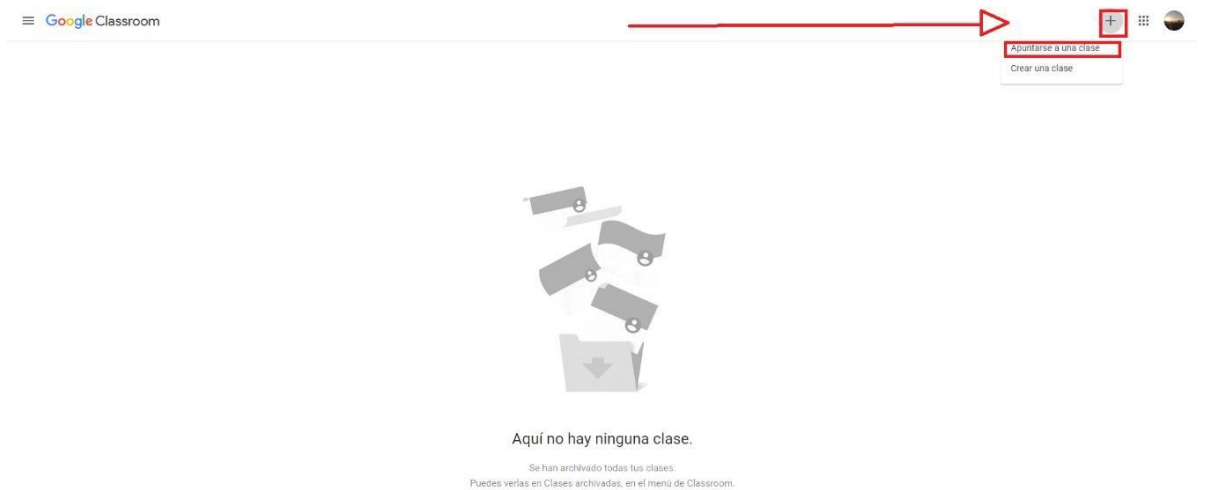 Google Classroom
Apuntarse a una clase
Crear una clase
Aquí no hay ninguna clase.
Se han archivado todas tus clases.
Puedes verlas en Clases archivadas, en el menú de Classroom.